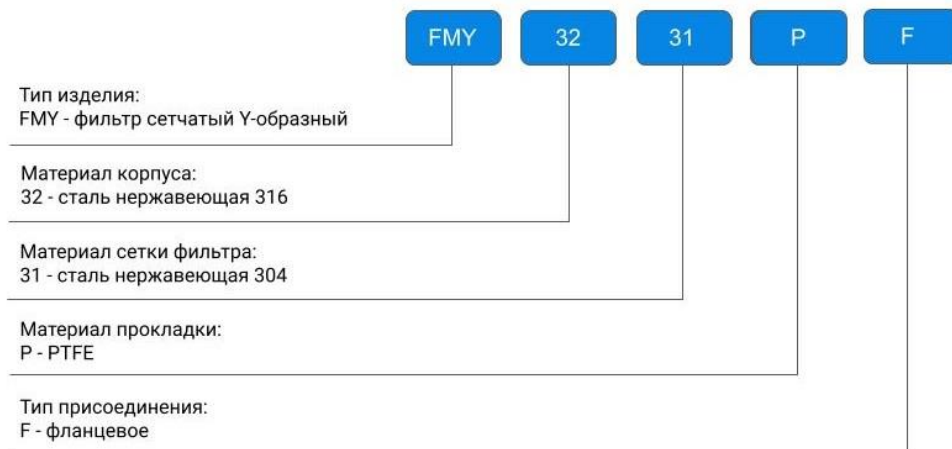 FMY 32 31 P F
Тип изделия:
FMY - фильтр сетчатый Y-образный
Материал корпуса:
32 - сталь нержавеющая 316
Материал сетки фильтра:
31 - сталь нержавеющая 304
Материал прокладки:
P - PTFE
Тип присоединения:
F - фланцевое